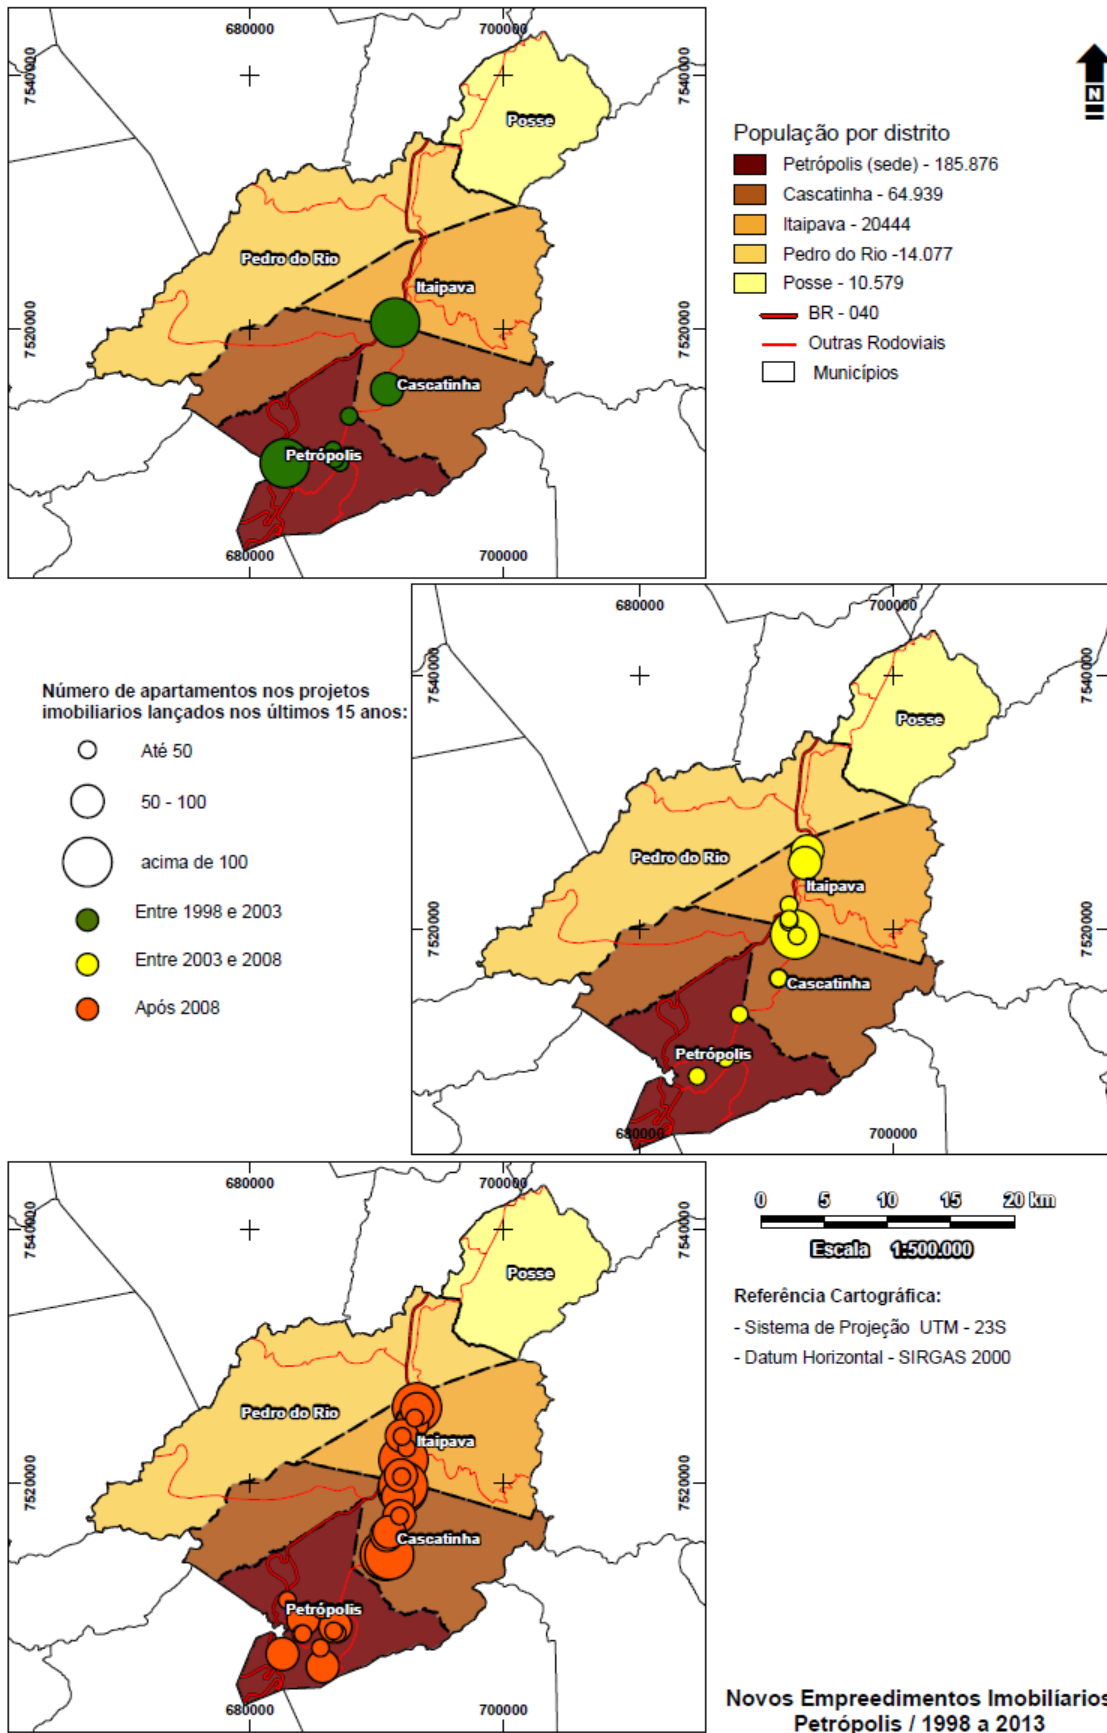 680000
700000
7540000
7540000
Posse
Pedro do Rio
Itaipava
7520000
7520000
Cascatinha
Petrópolis
680000
700000
N
População por distrito
Petrópolis (sede) - 185.876
Cascatinha - 64.939
Itaipava - 20444
Pedro do Rio -14.077
Posse - 10.579
BR - 040
Outras Rodoviais
Municípios
Número de apartamentos nos projetos
imobiliarios lançados nos últimos 15 anos:
Até 50
50 - 100
acima de 100
Entre 1998 e 2003
Entre 2003 e 2008
Após 2008
680000
700000
7540000
7540000
Posse
Pedro do Rio
Itaipava
7520000
7520000
Cascatinha
Petrópolis
680000
700000
680000
700000
7540000
7540000
Posse
Pedro do Rio
Itaipava
7520000
7520000
Cascatinha
Petrópolis
680000
700000
0 5 10 15 20 km
Escala 1:500.000
Referência Cartográfica:
- Sistema de Projeção UTM - 23S
- Datum Horizontal - SIRGAS 2000
Novos Empreedimentos Imobilíarios
Petrópolis / 1998 a 2013